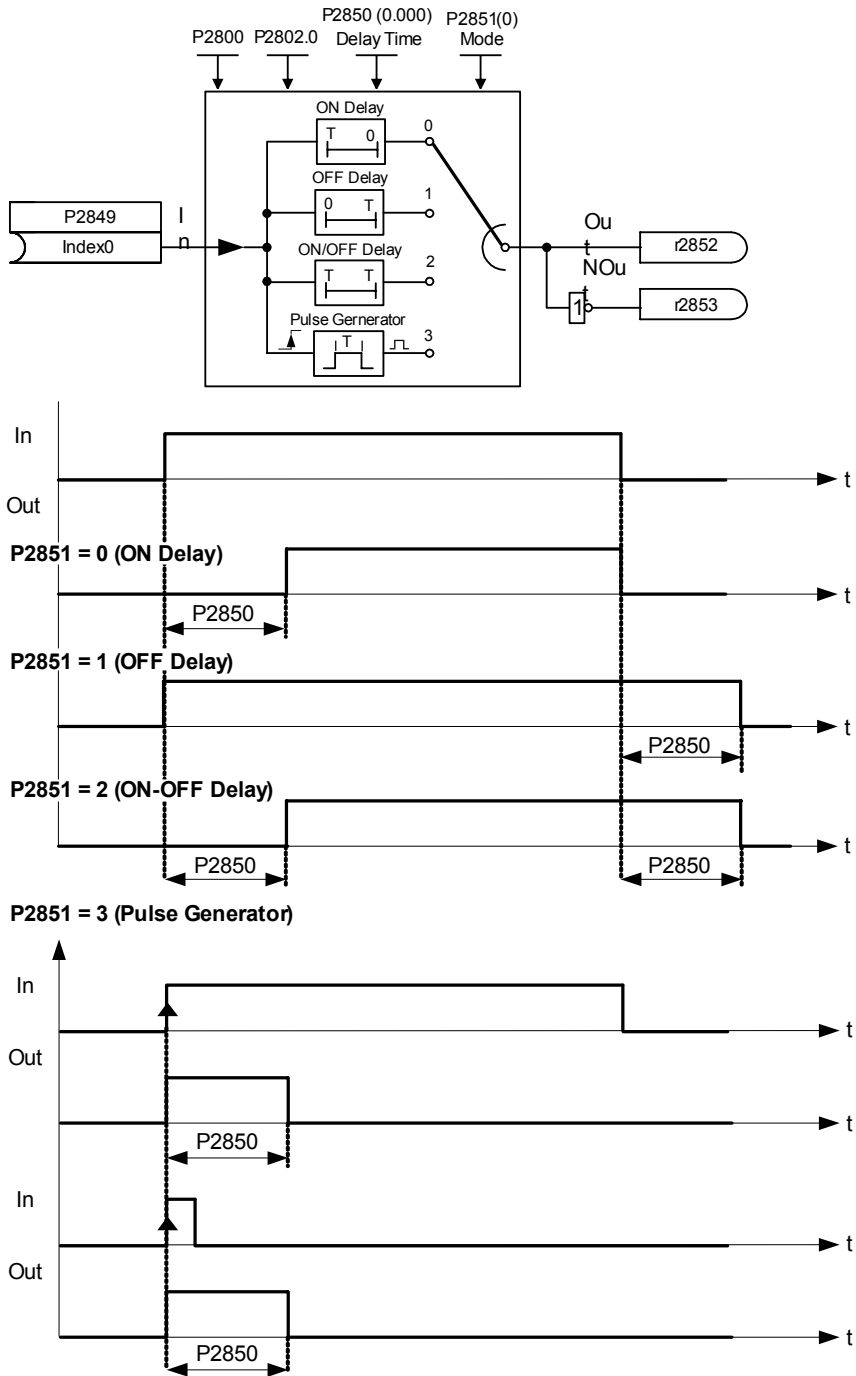 P2800 P2802.0 P2850 (0.000) P2851(0)
Delay Time Mode
ON Delay
T 0
0
OFF Delay
0 T
1
ON/OFF Delay
T T
2
Pulse Gernerator
T
3
P2849
Index0
I
n
Ou
t
NOu
t
1
r2852
r2853
In
t
Out
P2851 = 0 (ON Delay)
t
P2850
P2851 = 1 (OFF Delay)
t
P2850
P2851 = 2 (ON-OFF Delay)
t
P2850 P2850
P2851 = 3 (Pulse Generator)
In
t
Out
t
P2850
In
t
Out
t
P2850